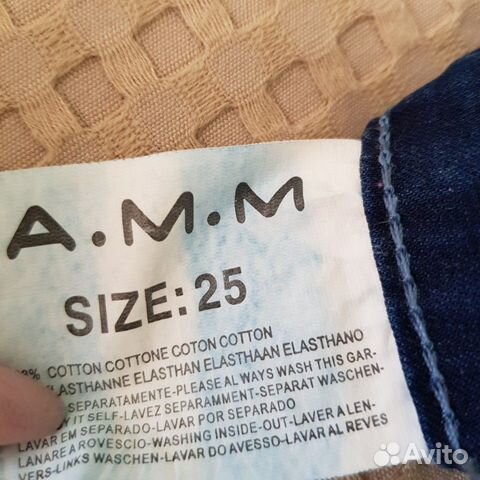 A.M.M
SIZE: 25
% COTTON COTTONE COTON COTTON
ELASTHANNE ELASTHAN ELASTHAAN ELASTHANO
SEPARATAMENTE-PLEASE ALWAYS WASH THIS GAR-
IT SELF-LAVEZ SEPARAMMENT-SEPARAT WASCHEN-
LAVAR EM SEPARADO-LAVAR POR SEPARADO
LANARE A ROVESCIO-WASHING INSIDE-OUT-LAVER A LEN-
VERS-LINKS WASCHEN-LAVAR DO AVESSO-LAVAR AL REVES
Avito